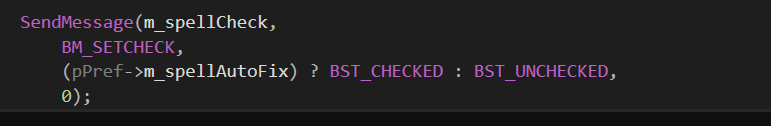 SendMessage(m_spellCheck,
BM_SETCHECK,
(pPref->m_spellAutoFix) ? BST_CHECKED : BST_UNCHECKED,
0);